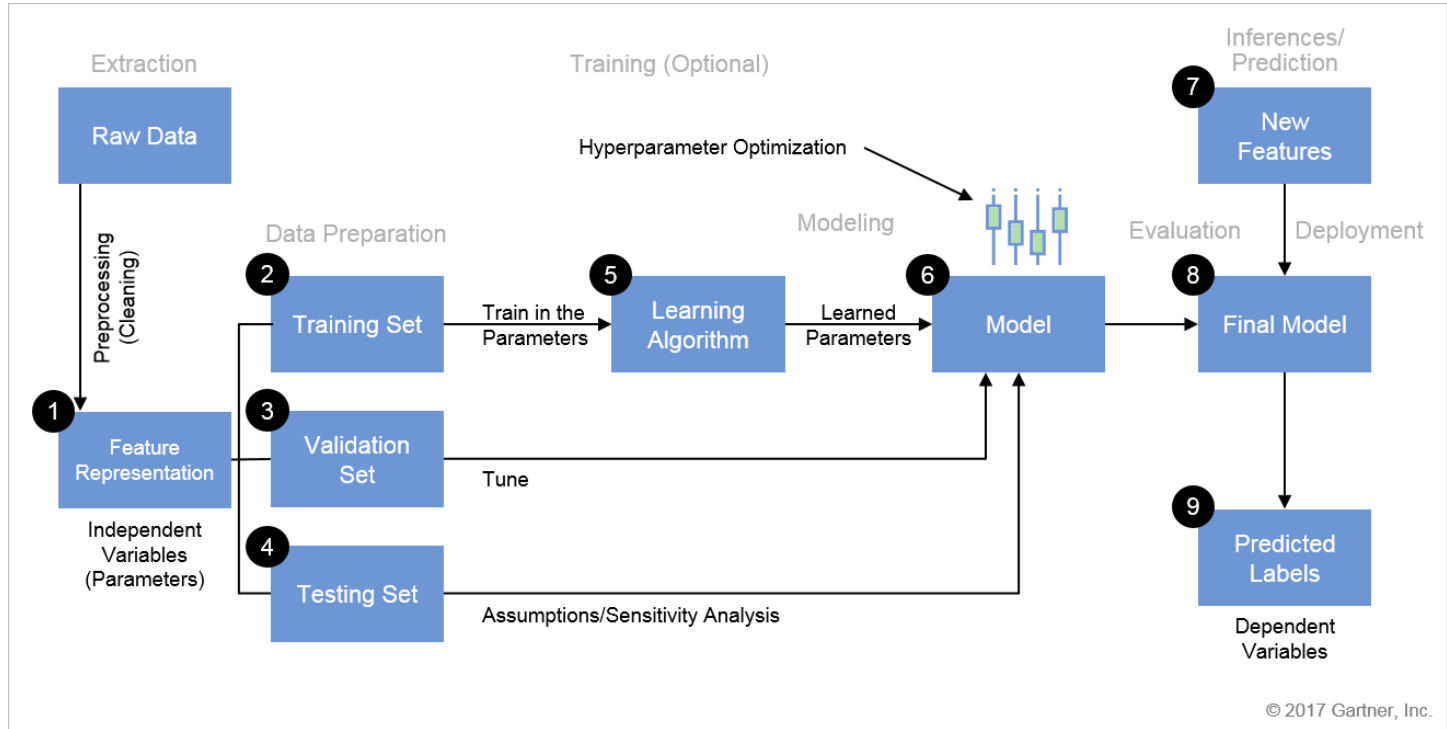 Extraction
Training (Optional)
Inferences/
Prediction
Raw Data
7
New
Features
Hyperparameter Optimization
Preprocessing
(Cleaning)
Data Preparation
Modeling
Evaluation
Deployment
2
Training Set
Train in the
Parameters
5
Learning
Algorithm
Learned
Parameters
6
Model
8
Final Model
1
Feature
Representation
Independent
Variables
(Parameters)
3
Validation
Set
Tune
4
Testing Set
Assumptions/Sensitivity Analysis
9
Predicted
Labels
Dependent
Variables
© 2017 Gartner, Inc.